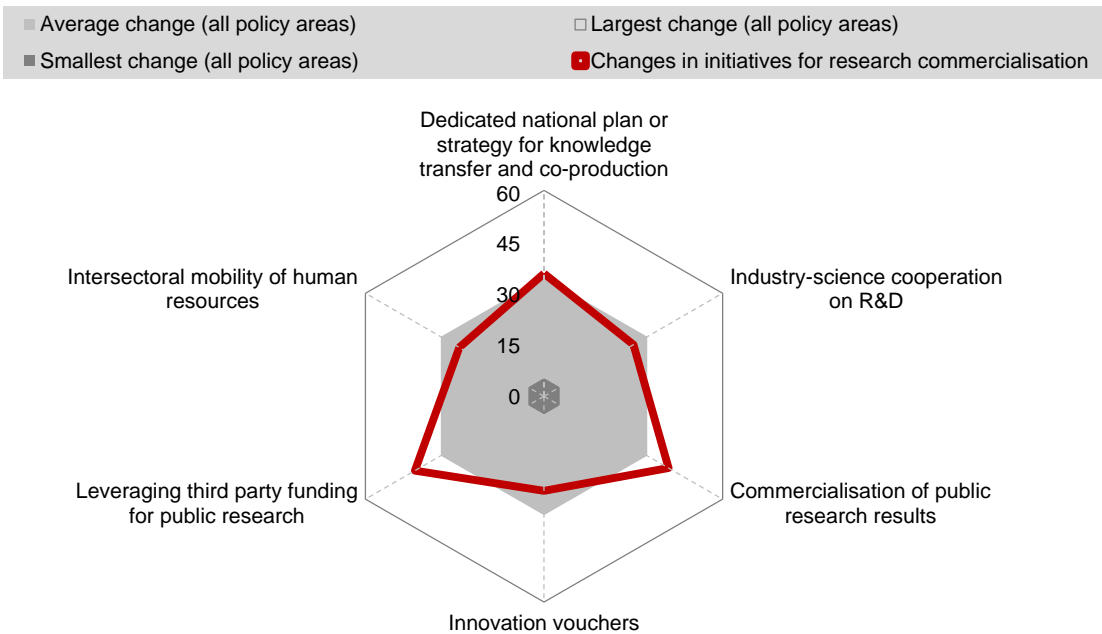 Average change (all policy areas)
Largest change (all policy areas)
Smallest change (all policy areas)
Changes in initiatives for research commercialisation
Dedicated national plan or
strategy for knowledge
transfer and co-production
60
45
30
15
0
Intersectoral mobility of human
resources
Industry-science cooperation
on R&D
Leveraging third party funding
for public research
Commercialisation of public
research results
Innovation vouchers